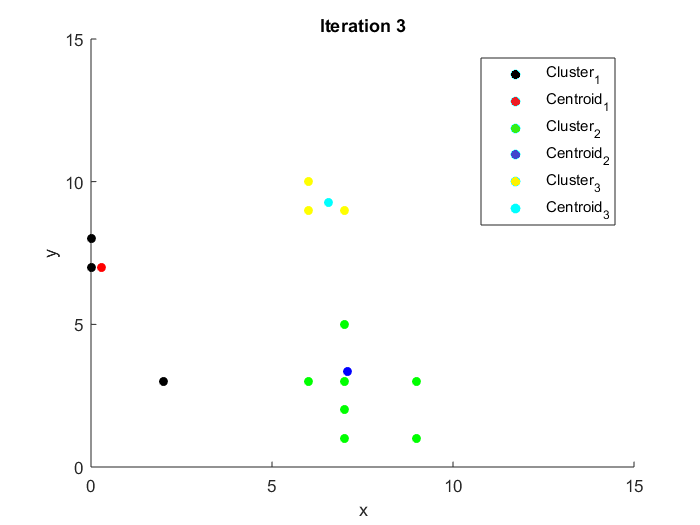 Iteration 3
15
10
5
0
y
0
5
10
15
x
Cluster₁
Centroid₁
Cluster₂
Centroid₂
Cluster₃
Centroid₃